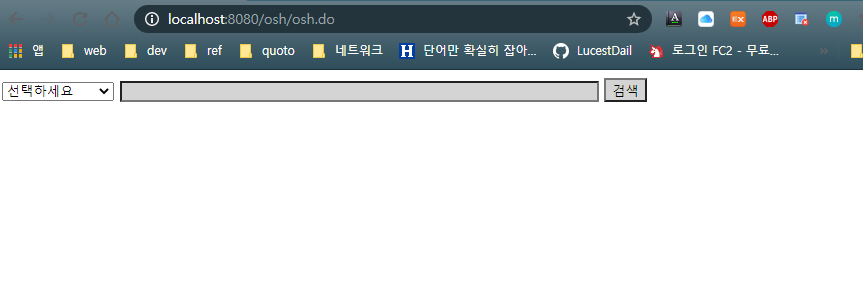 localhost:8080/osh/osh.do
앱 web dev ref quoto 네트워크 H 단어만 확실히 잡아... LucestDail 로그인 FC2 - 무료... »
선택하세요 검색